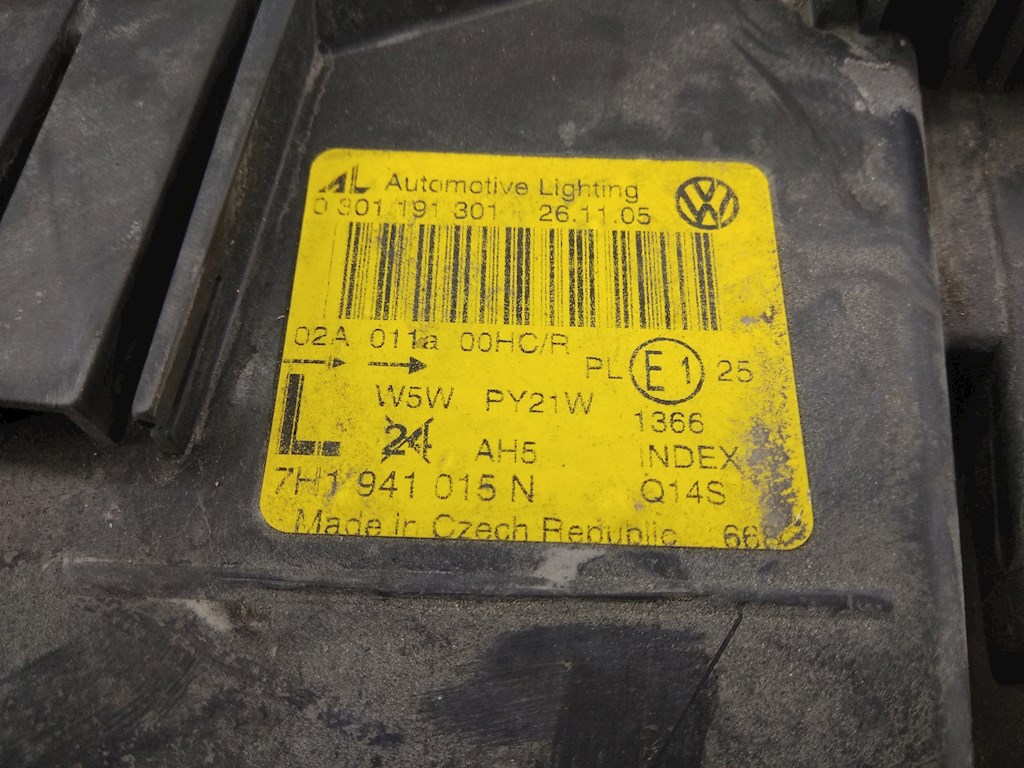 AL Automotive Lighting
0 301 191 301 26.11.05
02A 011a 00HC/R
PL E1 25
L W5W PY21W 1366
24 AH5 INDEX
7H1 941 015 N Q14S
Made in Czech Republic